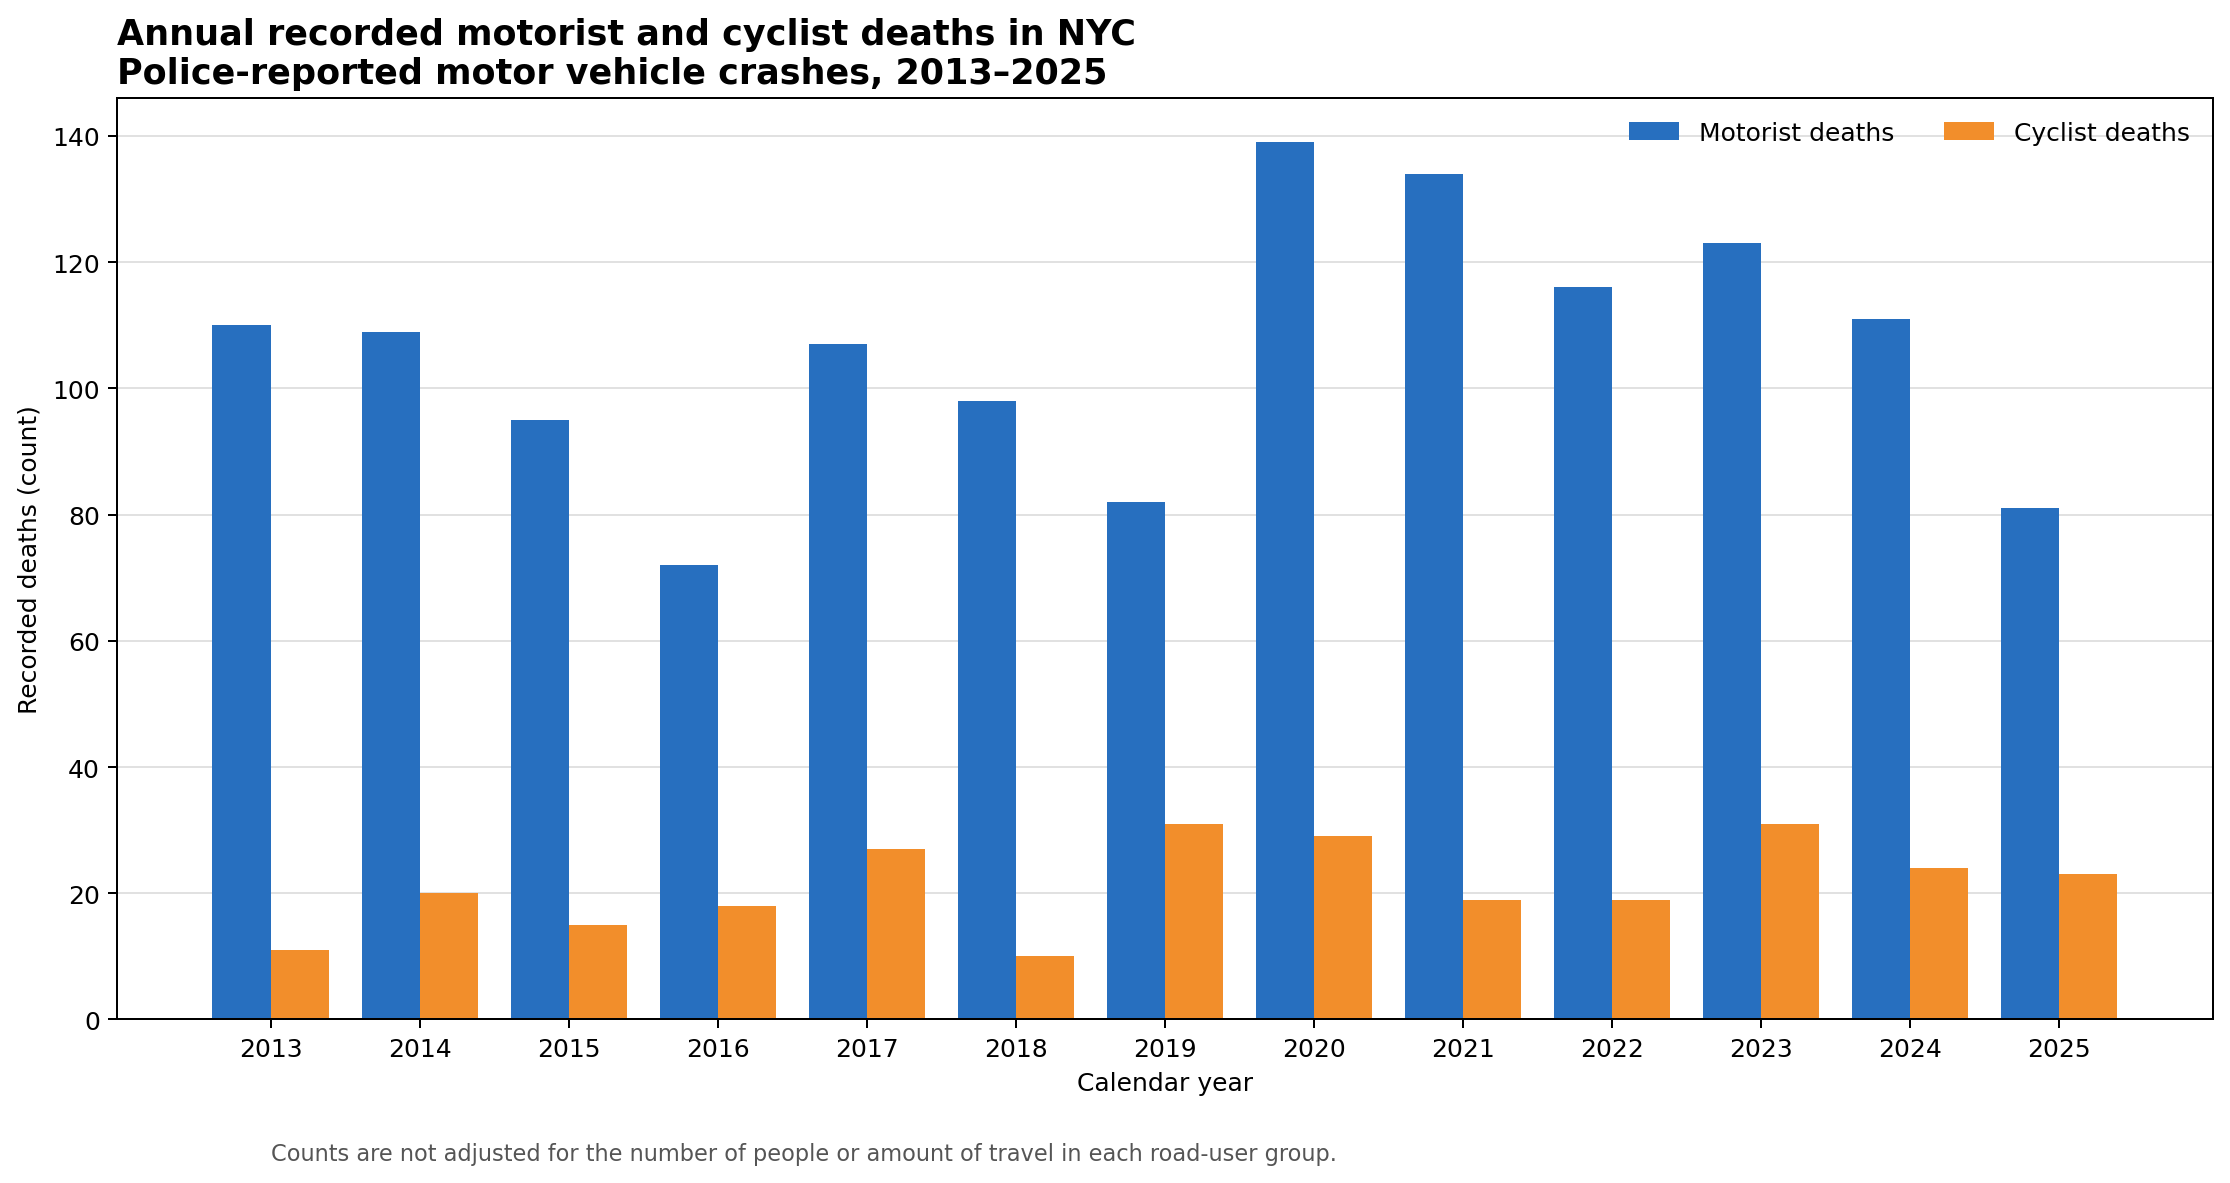 Annual recorded motorist and cyclist deaths in NYC
Police-reported motor vehicle crashes, 2013–2025
Motorist deaths
Cyclist deaths
Recorded deaths (count)
140
120
100
80
60
40
20
0
2013 2014 2015 2016 2017 2018 2019 2020 2021 2022 2023 2024 2025
Calendar year
Counts are not adjusted for the number of people or amount of travel in each road-user group.